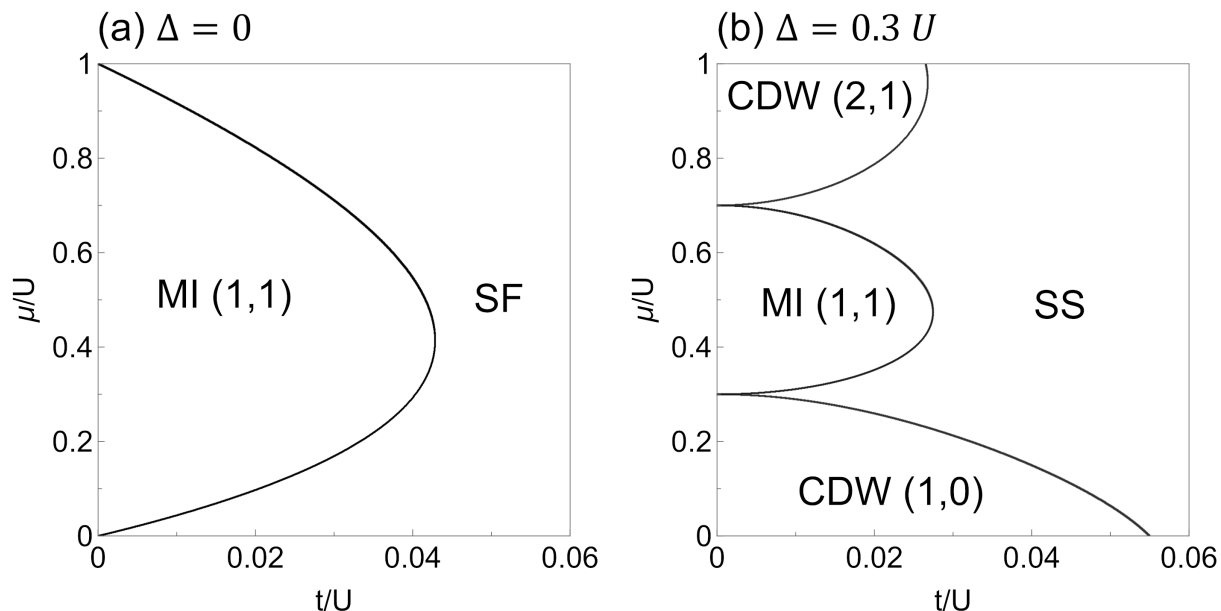 (a) Δ = 0
1
0.8
0.6
0.4
0.2
0
μ/U
MI (1,1)
SF
0
0.02
0.04
0.06
t/U
(b) Δ = 0.3 U
1
0.8
0.6
0.4
0.2
0
μ/U
CDW (2,1)
MI (1,1)
SS
CDW (1,0)
0
0.02
0.04
0.06
t/U